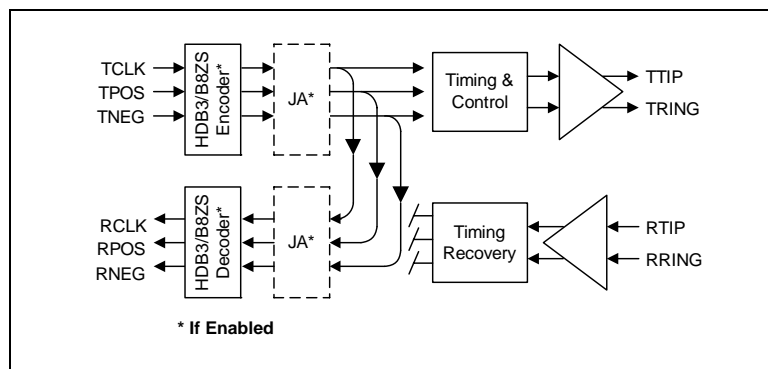 TCLK
TPOS
TNEG
HDB3/B8ZS
Encoder*
JA*
Timing &
Control
TTIP
TRING
RCLK
RPOS
RNEG
HDB3/B8ZS
Decoder*
JA*
Timing
Recovery
RTIP
RRING
* If Enabled